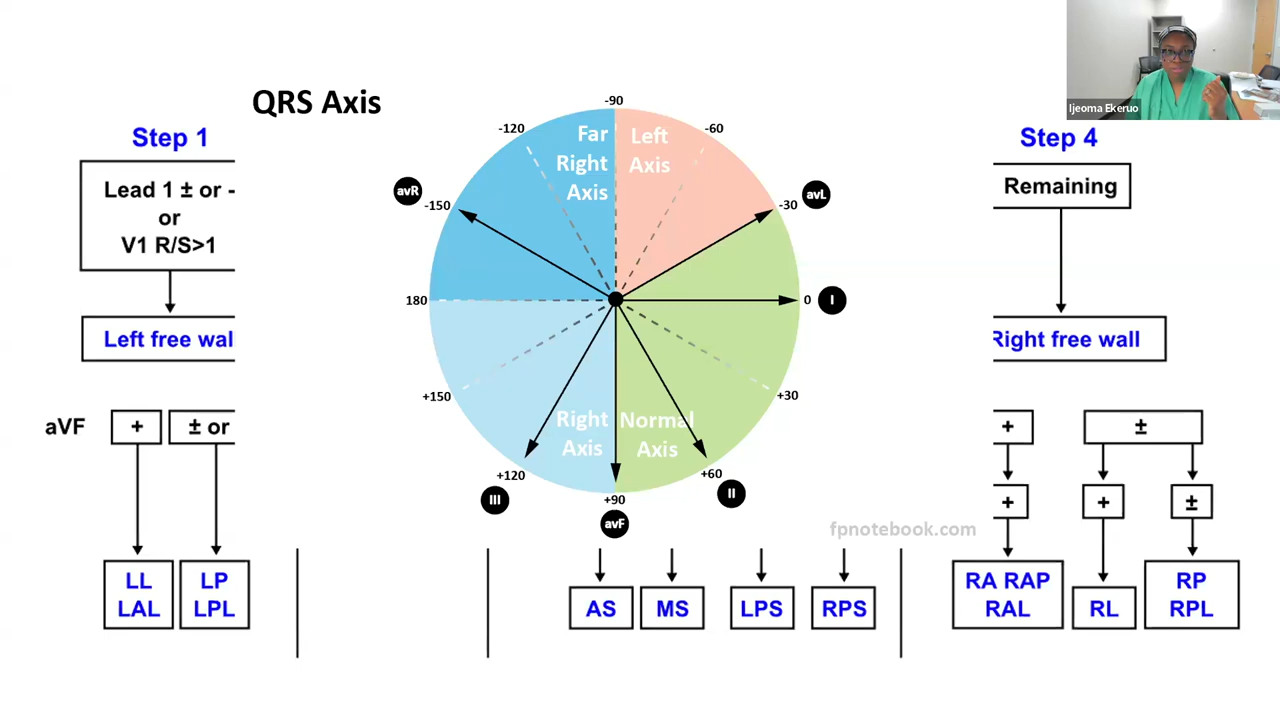 QRS Axis
Ijeoma Ekeruo
Step 1
Lead 1 ± or -
or
V1 R/S>1
Left free wal
aVF
+
± or
LL
LAL
LP
LPL
-90
-120
-60
Far
Right
Axis
Left
Axis
avR
-150
-30
avL
180
0
I
+150
+30
Right
Axis
Normal
Axis
+120
+60
III
+90
II
avF
fpnotebook.com
AS
MS
LPS
RPS
Step 4
Remaining
Right free wall
+
±
+
+
±
RA RAP
RAL
RL
RP
RPL